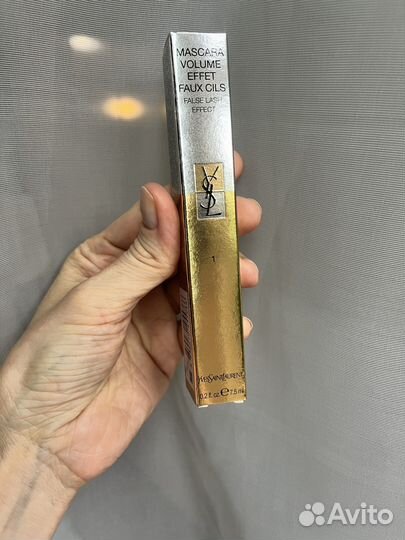 MASCARA
VOLUME
EFFET
FAUX CILS
FALSE LASH
EFFECT
YSL
1
YVESSAINTLAURENT
0.2 fl. oz. ℮ 7.5 mL
Avito